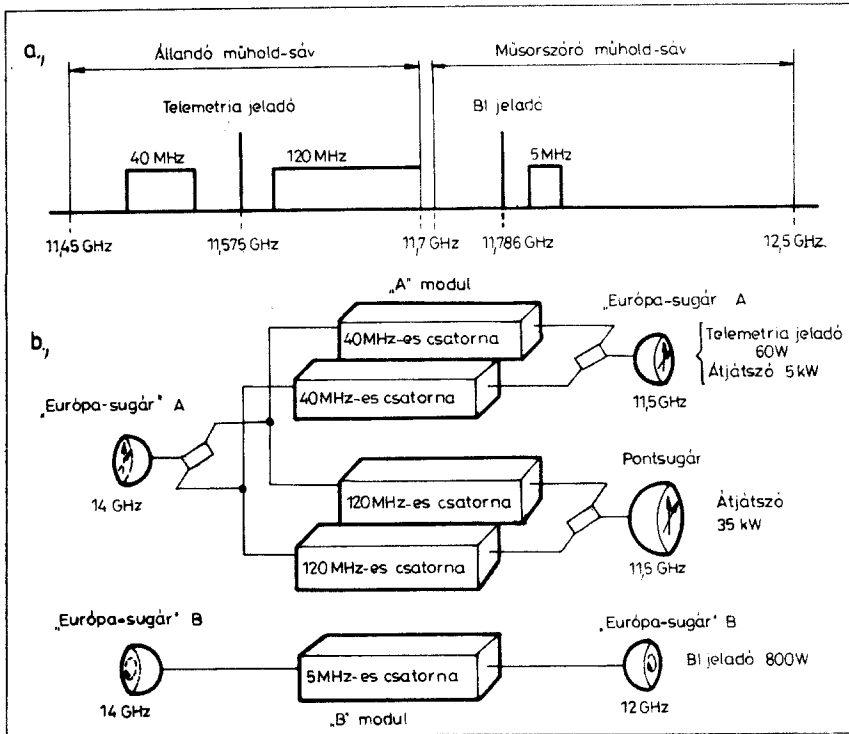 a.,
Állandó műhold-sáv
Műsorszóró műhold-sáv
Telemetria jeladó
BI jeladó
40 MHz
120 MHz
5 MHz
11,45 GHz
11,575 GHz
11,7 GHz
11,786 GHz
12,5 GHz.
b.,
„A" modul
„Európa-sugár A
40MHz-es csatorna
40MHz-es csatorna
Telemetria jeladó
60W
Átjátszó 5 kW
11,5 GHz
„Európa-sugár" A
14 GHz
120MHz-es csatorna
120 MHz-es csatorna
Pontsugár
Átjátszó
35 kW
11,5 GHz
„Európa-sugár" B
14 GHz
5MHz-es csatorna
„B" modul
„Európa-sugár" B
BI jeladó 800W
12 GHz